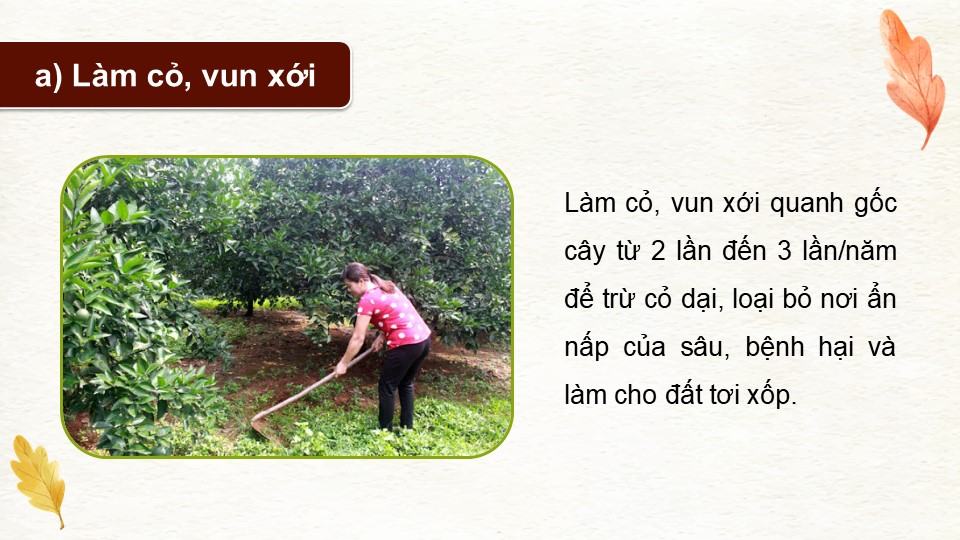 a) Làm cỏ, vun xới
Làm cỏ, vun xới quanh gốc
cây từ 2 lần đến 3 lần/năm
để trừ cỏ dại, loại bỏ nơi ẩn
nấp của sâu, bệnh hại và
làm cho đất tơi xốp.